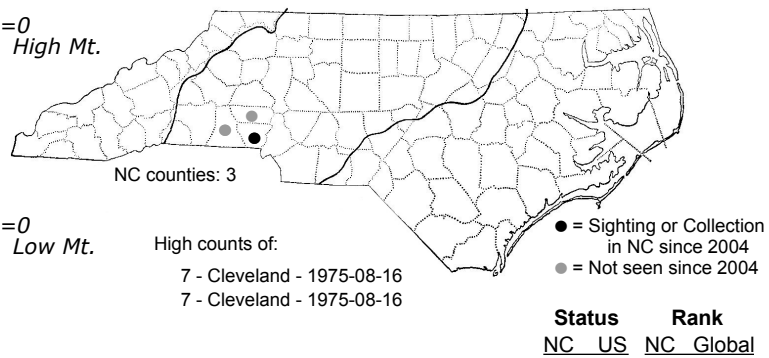 =0
High Mt.
NC counties: 3
=0
Low Mt.
High counts of:
7 - Cleveland - 1975-08-16
7 - Cleveland - 1975-08-16
● = Sighting or Collection
in NC since 2004
● = Not seen since 2004
Status Rank
NC US NC Global